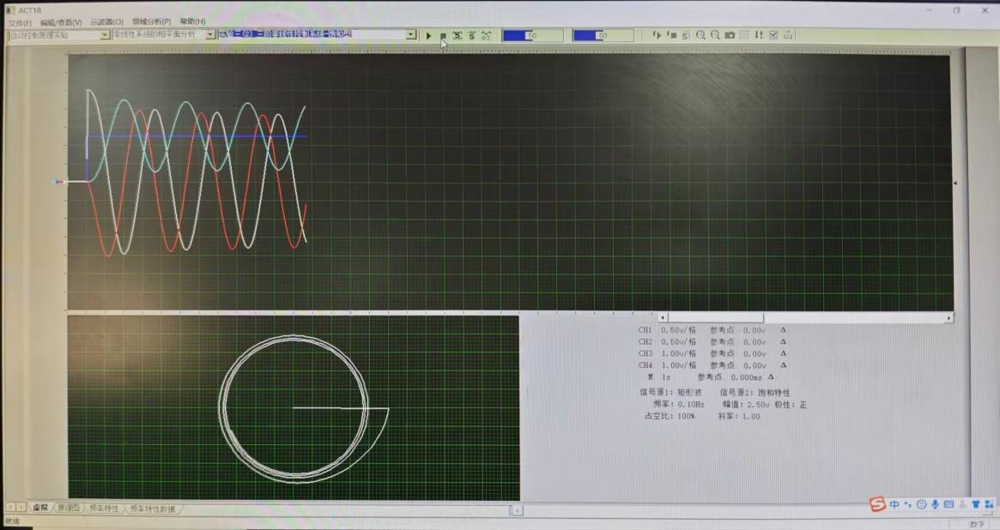 ACT18
文件(F) 编辑/查看(V) 示波器(O) 频域分析(P) 帮助(H)
自动控制原理实验 非线性系统的相平面分析 实验三(2) 三阶非线性控制系统-饱和型 50 50
CH1 0.50v/格 参考点: 0.00v Δ
CH2 0.50v/格 参考点: 0.00v Δ
CH3 1.00v/格 参考点: 0.00v Δ
CH4 1.00v/格 参考点: 0.00v Δ
M 1s 参考点: 0.000ms Δ
信号源1: 矩形波 信号源2: 饱和特性
频率: 0.10Hz 幅值: 2.50v 极性: 正
占空比: 100% 斜率: 1.00
虚拟 原理图 频率特性 频率特性数据
中
就绪 数字